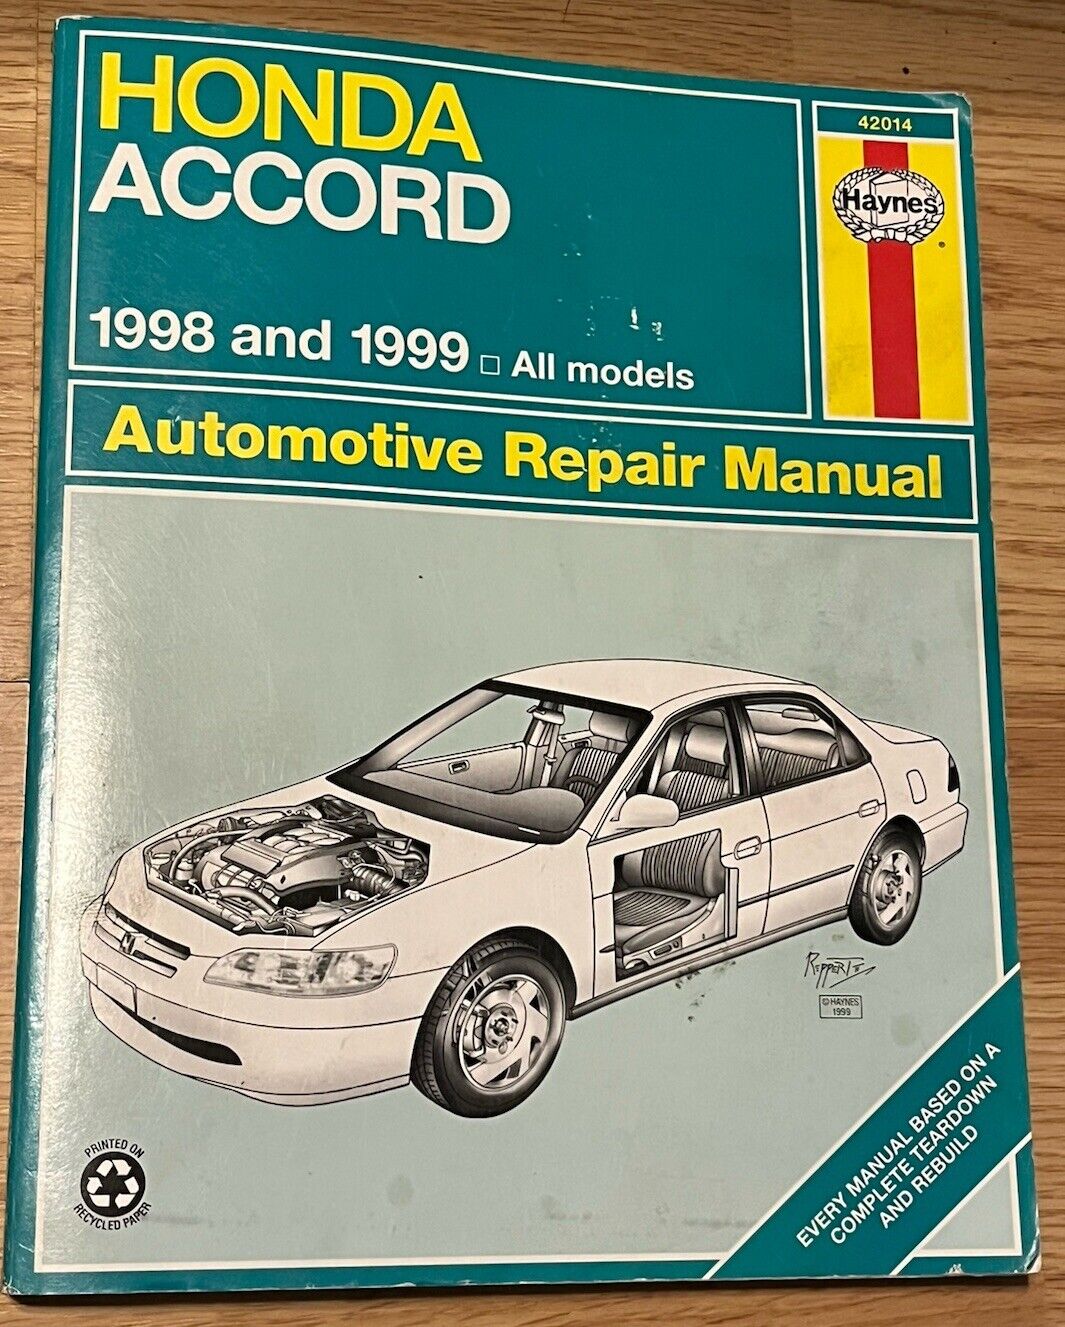 HONDA
ACCORD
1998 and 1999 □ All models
42014
Haynes
®
Automotive Repair Manual
REPPERT
© HAYNES
1999
PRINTED ON
RECYCLED PAPER
EVERY MANUAL BASED ON A
COMPLETE TEARDOWN
AND REBUILD